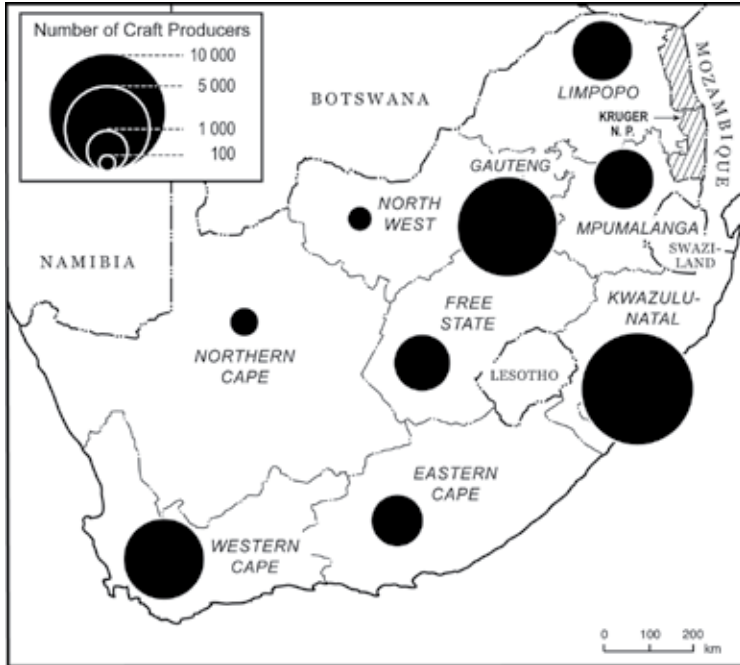 Number of Craft Producers
10 000
5 000
1 000
100
BOTSWANA
LIMPOPO
MOZAMBIQUE
KRUGER
N. P.
GAUTENG
NORTH
WEST
MPUMALANGA
SWAZI-
LAND
NAMIBIA
FREE
STATE
KWAZULU-
NATAL
NORTHERN
CAPE
LESOTHO
EASTERN
CAPE
WESTERN
CAPE
0 100 200
km